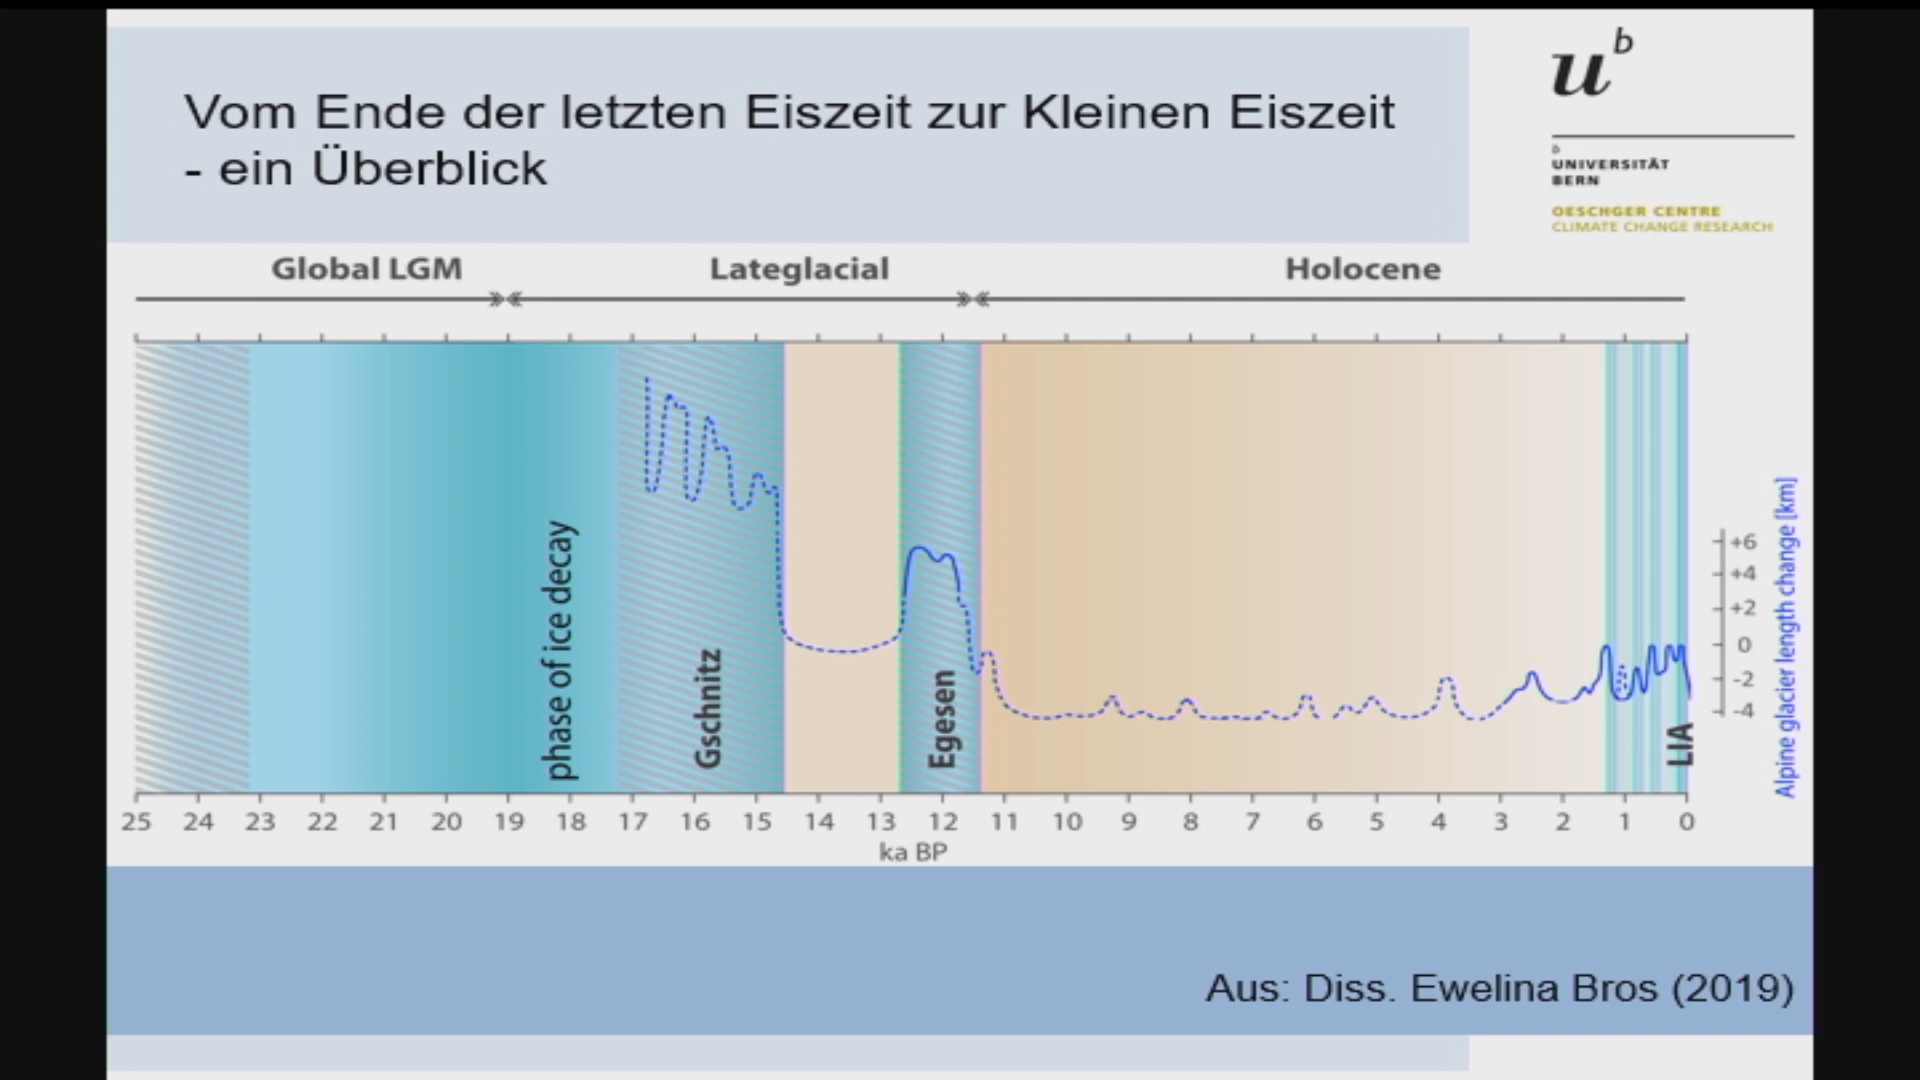 Vom Ende der letzten Eiszeit zur Kleinen Eiszeit
- ein Überblick
u^b
b
UNIVERSITÄT
BERN
OESCHGER CENTRE
CLIMATE CHANGE RESEARCH
Global LGM Lateglacial Holocene
phase of ice decay
Gschnitz
Egesen
LIA
+6
+4
+2
0
-2
-4
Alpine glacier length change [km]
25 24 23 22 21 20 19 18 17 16 15 14 13 12 11 10 9 8 7 6 5 4 3 2 1 0
ka BP
Aus: Diss. Ewelina Bros (2019)